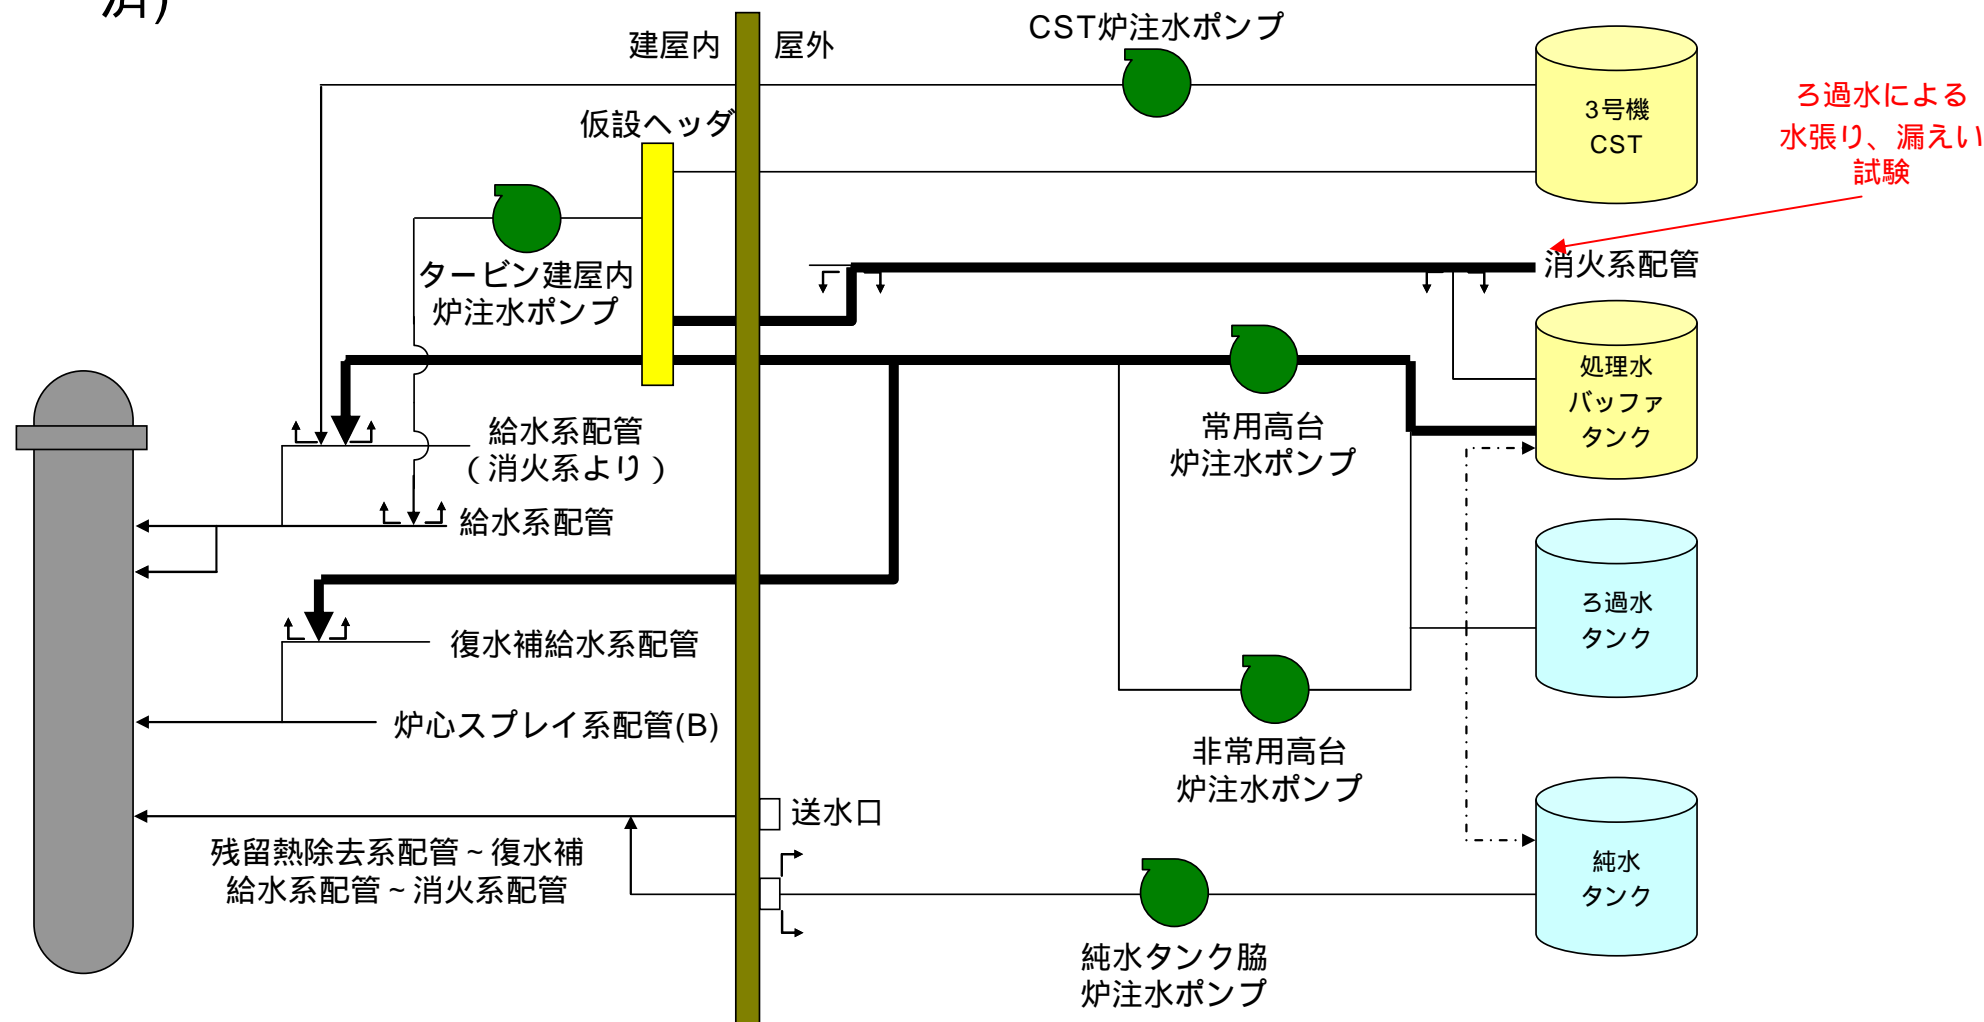 済)
建屋内
屋外
CST炉注水ポンプ
3号機
CST
ろ過水による
水張り、漏えい
試験
仮設ヘッダ
タービン建屋内
炉注水ポンプ
消火系配管
処理水
バッファ
タンク
常用高台
炉注水ポンプ
給水系配管
(消火系より)
給水系配管
ろ過水
タンク
復水補給水系配管
炉心スプレイ系配管(B)
非常用高台
炉注水ポンプ
送水口
残留熱除去系配管~復水補
給水系配管~消火系配管
純水
タンク
純水タンク脇
炉注水ポンプ